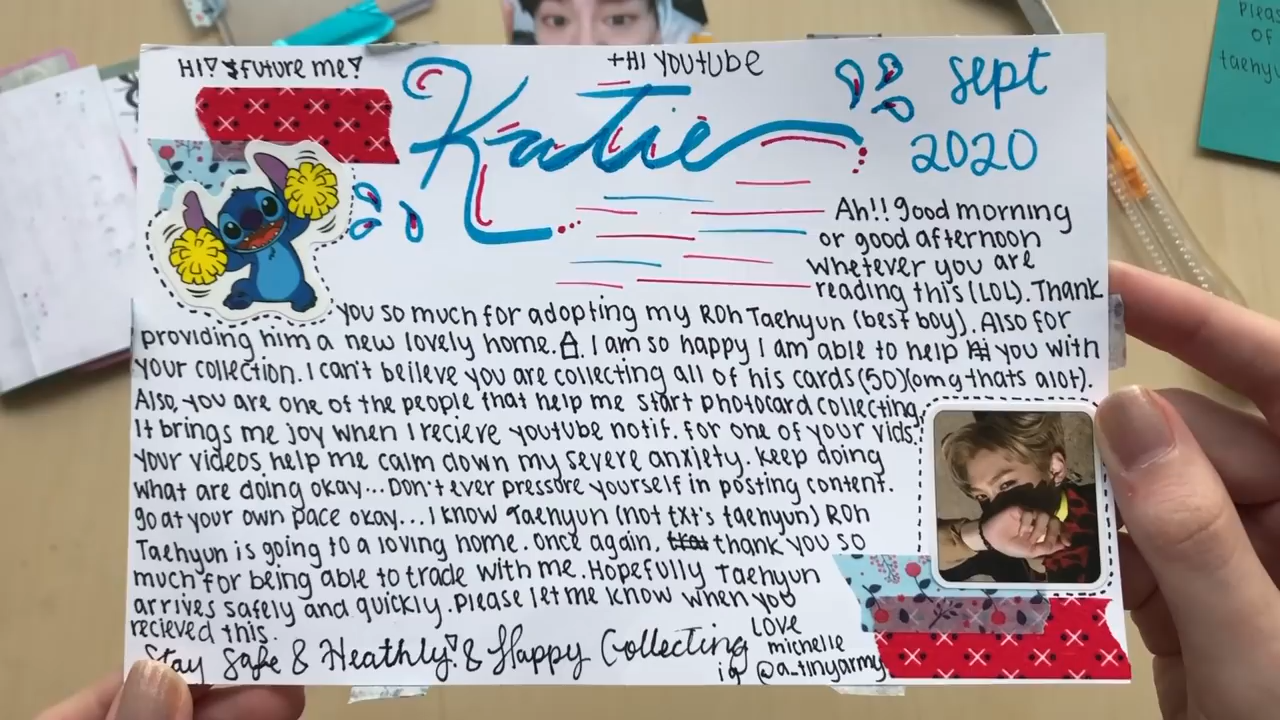 HI! future me!
+HI YouTube
Katie
sept
2020
Ah!! good morning
or good afternoon
whetever you are
reading this (LOL). Thank
you so much for adopting my ROH Taehyun (best boy). Also for
providing him a new lovely home. I am so happy I am able to help you with
your collection. I can't beileve you are collecting all of his cards (50)(omg thats alot).
Also, you are one of the people that help me start photocard collecting.
It brings me joy when I recieve youtube notif. for one of your vids.
Your videos help me calm down my severe anxiety. Keep doing
what are doing okay... Don't ever pressure yourself in posting content.
go at your own pace okay... I know Taehyun (not txt's taehyun) ROH
Taehyun is going to a loving home. once again, thank you so
much for being able to trade with me. Hopefully Taehyun
arrives safely and quickly. Please let me know when you
recieved this.
Stay Safe & Heathly! & Happy Collecting
LOVE
michelle
ig @a_tinyarmy
Pleas
of
taehyu